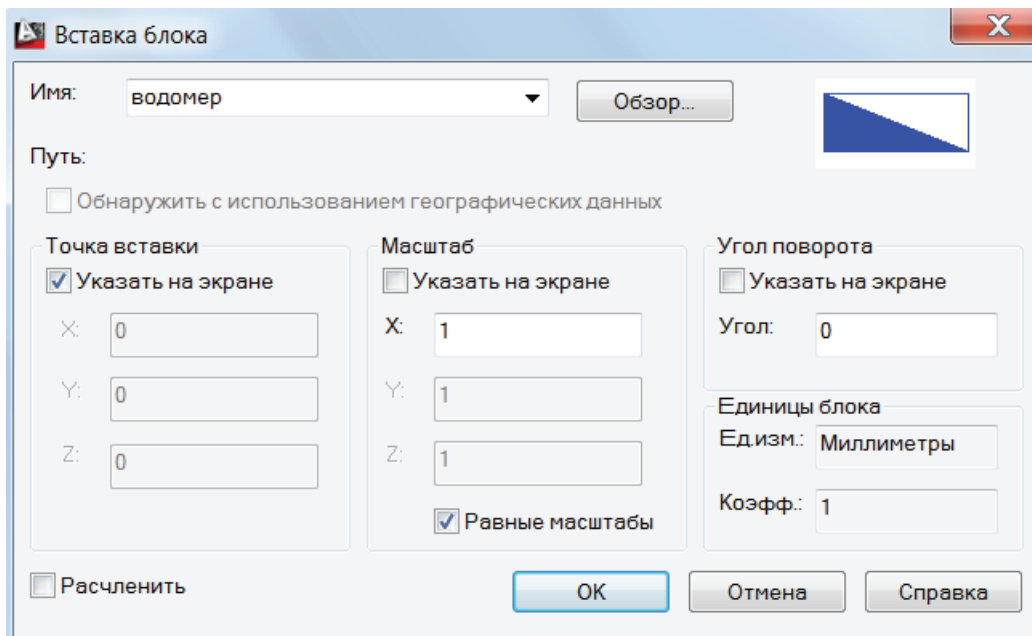 Вставка блока
Имя: водомер Обзор...
Путь:
Обнаружить с использованием географических данных
Точка вставки
Указать на экране
X: 0
Y: 0
Z: 0
Масштаб
Указать на экране
X: 1
Y: 1
Z: 1
Равные масштабы
Угол поворота
Указать на экране
Угол: 0
Единицы блока
Ед.изм.: Миллиметры
Коэфф.: 1
Расчленить
OK Отмена Справка